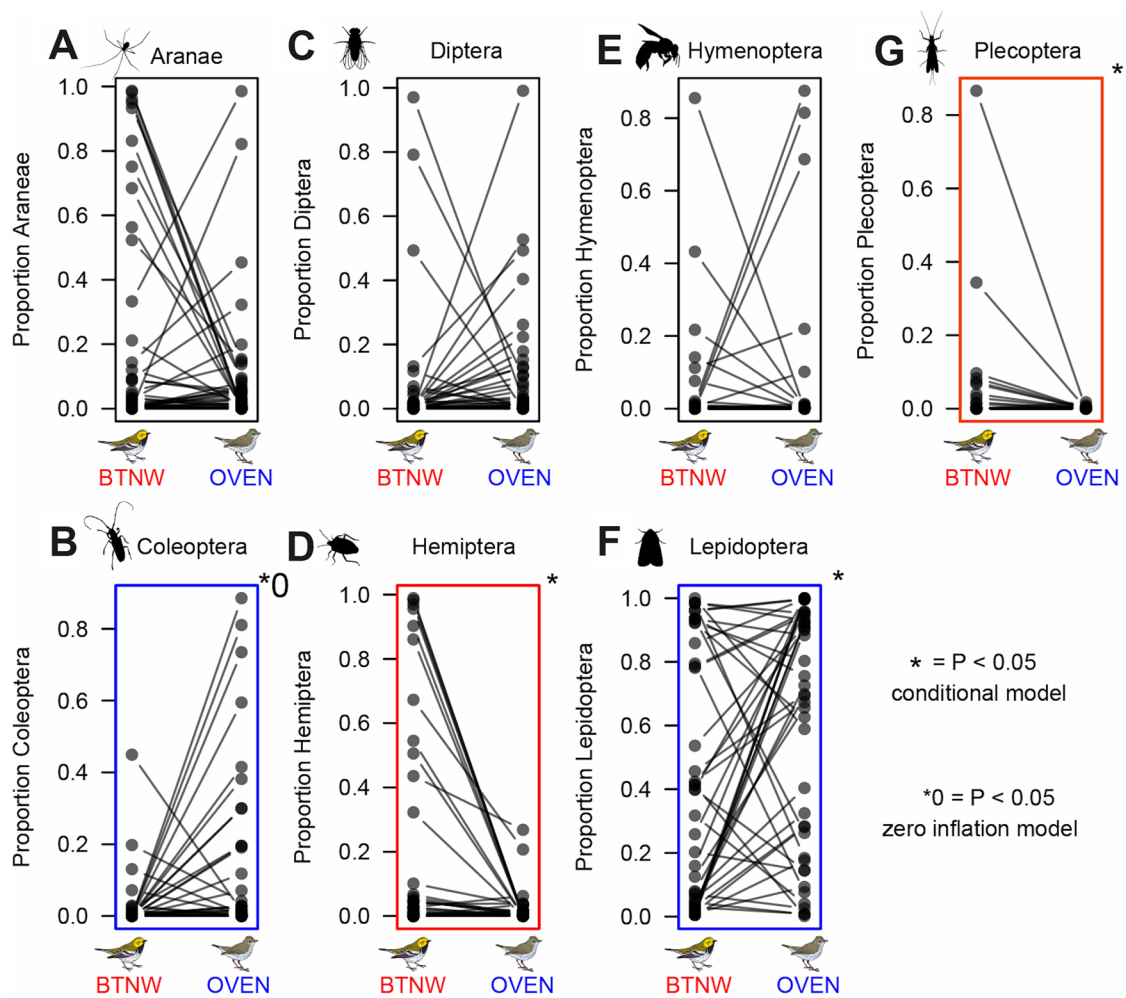 A
Aranae
Proportion Araneae
1.0
0.8
0.6
0.4
0.2
0.0
BTNW OVEN
C
Diptera
Proportion Diptera
1.0
0.8
0.6
0.4
0.2
0.0
BTNW OVEN
E
Hymenoptera
Proportion Hymenoptera
0.8
0.6
0.4
0.2
0.0
BTNW OVEN
G
Plecoptera
*
Proportion Plecoptera
0.8
0.6
0.4
0.2
0.0
BTNW OVEN
B
Coleoptera
*0
Proportion Coleoptera
0.8
0.6
0.4
0.2
0.0
BTNW OVEN
D
Hemiptera
*
Proportion Hemiptera
1.0
0.8
0.6
0.4
0.2
0.0
BTNW OVEN
F
Lepidoptera
*
Proportion Lepidoptera
1.0
0.8
0.6
0.4
0.2
0.0
BTNW OVEN
* = P < 0.05
conditional model
*0 = P < 0.05
zero inflation model